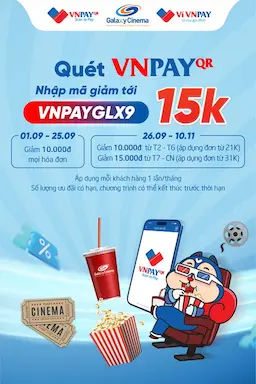 VNPAYQR
Galaxy Cinema
Ví VNPAY
Quét VNPAYQR
Nhập mã giảm tới
VNPAYGLX9
15k
01.09 - 25.09
Giảm 10.000đ
mọi hóa đơn
26.09 - 10.11
Giảm 10.000đ từ T2 - T6 (áp dụng đơn từ 21K)
Giảm 15.000đ từ T7 - CN (áp dụng đơn từ 31K)
Áp dụng mỗi khách hàng 1 lần/tháng
Số lượng ưu đãi có hạn, chương trình có thể kết thúc trước thời hạn
VNPAY
CINEMA
POPCORN